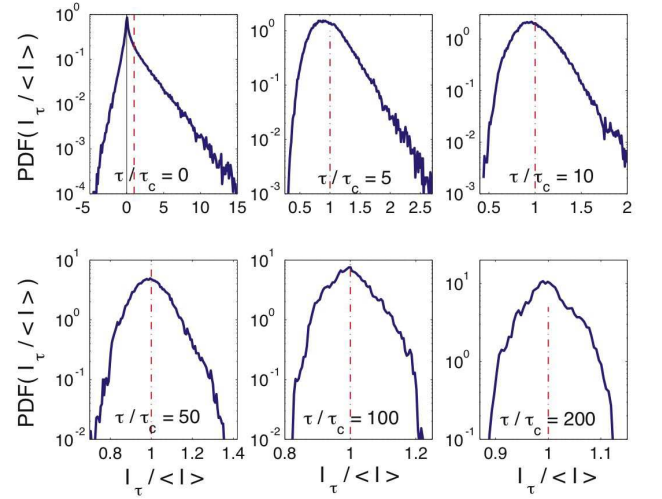 PDF( I_τ / < I > )
10^0
10^-1
10^-2
10^-3
10^-4
τ / τ_c = 0
-5 0 5 10 15
10^0
10^-1
10^-2
10^-3
τ / τ_c = 5
0.5 1 1.5 2 2.5
10^0
10^-1
10^-2
10^-3
τ / τ_c = 10
0.5 1 1.5 2
PDF( I_τ / < I > )
10^1
10^0
10^-1
10^-2
τ / τ_c = 50
0.8 1 1.2 1.4
I_τ / < I >
10^1
10^0
10^-1
10^-2
τ / τ_c = 100
0.8 1 1.2
I_τ / < I >
10^1
10^0
10^-1
τ / τ_c = 200
0.9 1 1.1
I_τ / < I >